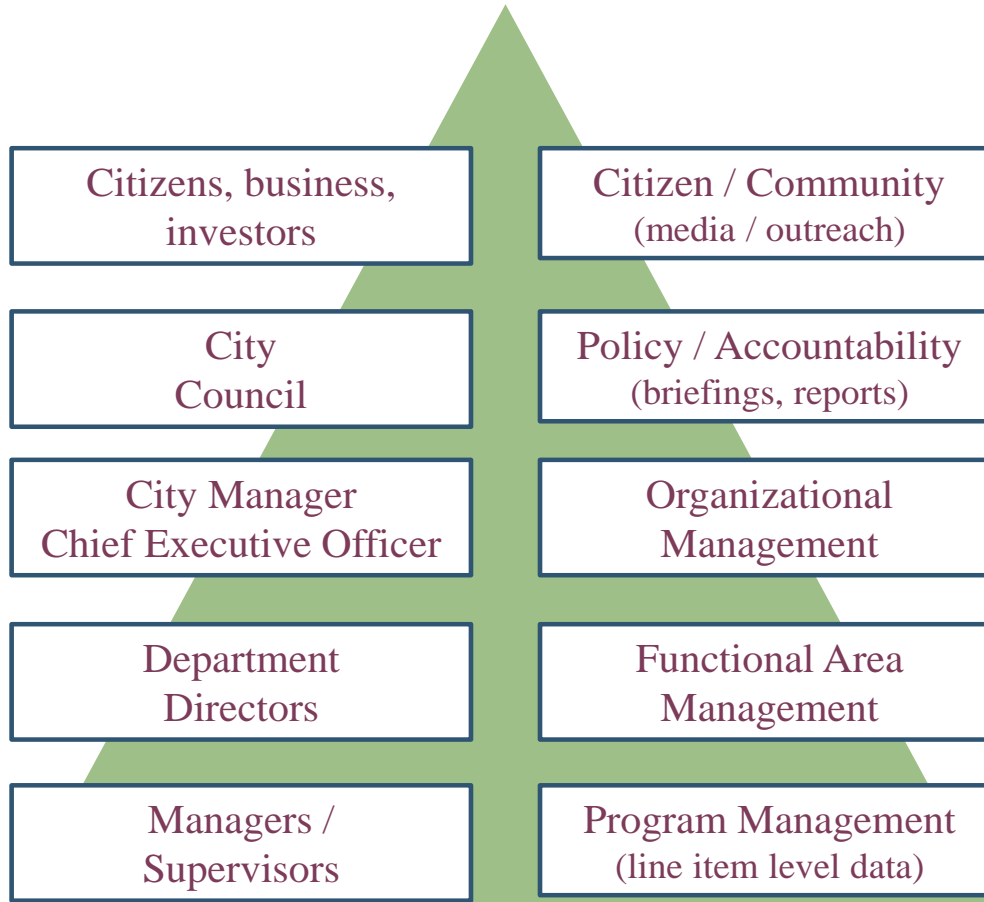 Citizens, business,
investors
Citizen / Community
(media / outreach)
City
Council
Policy / Accountability
(briefings, reports)
City Manager
Chief Executive Officer
Organizational
Management
Department
Directors
Functional Area
Management
Managers /
Supervisors
Program Management
(line item level data)